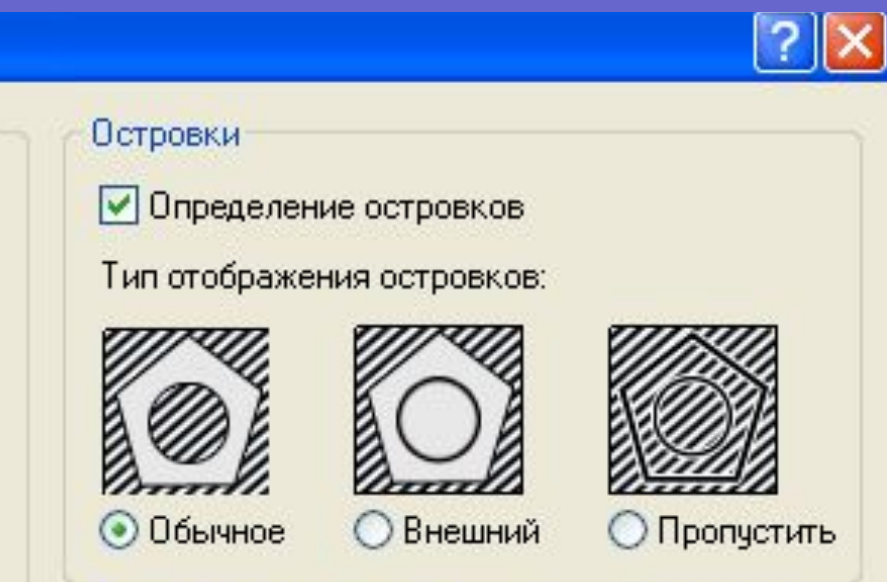 ?
Островки
Определение островков
Тип отображения островков:
Обычное Внешний Пропустить